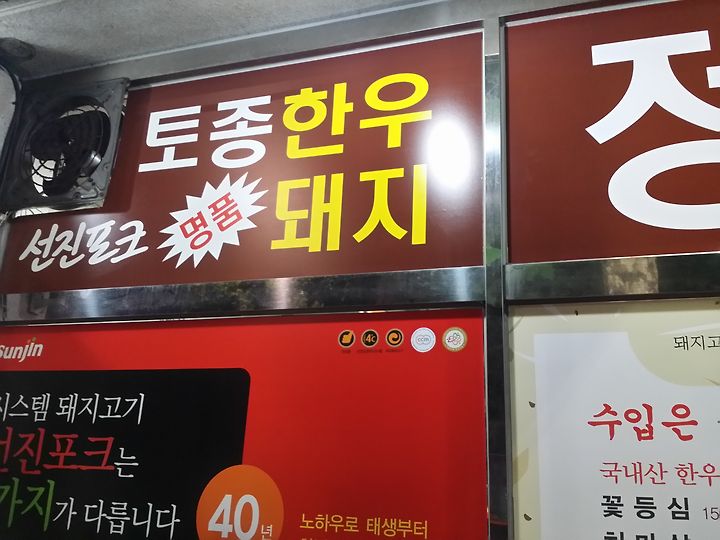 토종한우
선진포크 명품 돼지
정
sunjin
시스템 돼지고기
선진포크는
가지가 다릅니다
40년
노하우로 태생부터
돼지고
수입은
국내산 한우
꽃등심 150